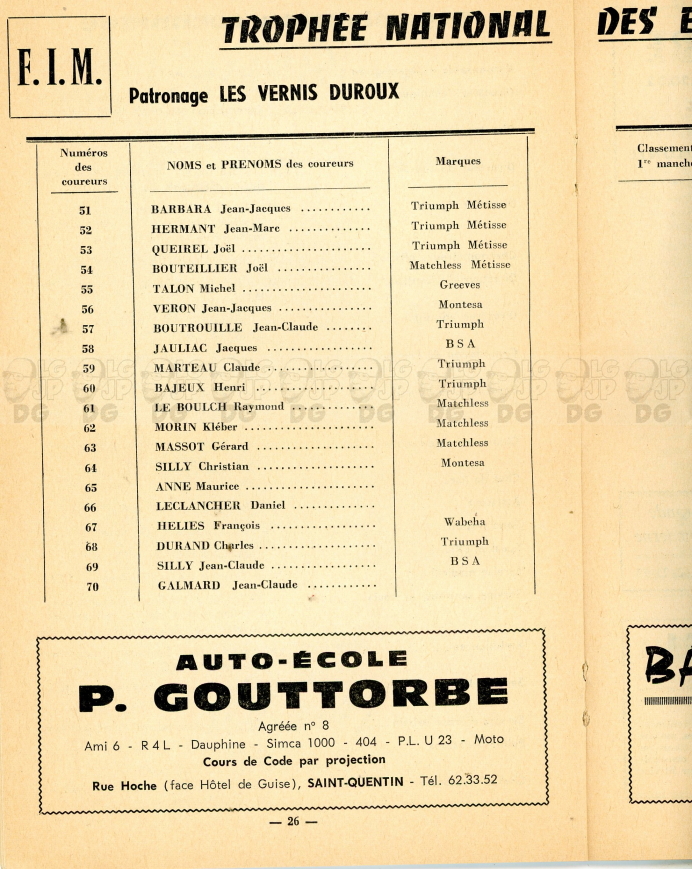 TROPHÉE NATIONAL
DES
F.I.M.
Patronage LES VERNIS DUROUX
Numéros des coureurs NOMS et PRENOMS des coureurs Marques
51 BARBARA Jean-Jacques ............ Triumph Métisse
52 HERMANT Jean-Marc ............ Triumph Métisse
53 QUEIREL Joël .................... Triumph Métisse
54 BOUTEILLIER Joël .............. Matchless Métisse
55 TALON Michel .................... Greeves
56 VERON Jean-Jacques .............. Montesa
57 BOUTROUILLE Jean-Claude ........ Triumph
58 JAULIAC Jacques ................ BSA
59 MARTEAU Claude ................ Triumph
60 BAJEUX Henri .................. Triumph
61 LE BOULCH Raymond ............ Matchless
62 MORIN Kléber .................... Matchless
63 MASSOT Gérard .................. Matchless
64 SILLY Christian .................. Montesa
65 ANNE Maurice ....................
66 LECLANCHER Daniel .............
67 HELIES François ................ Wabeha
68 DURAND Charles .................. Triumph
69 SILLY Jean-Claude ................ BSA
70 GALMARD Jean-Claude ...........
AUTO-ÉCOLE
P. GOUTTORBE
Agréée n° 8
Ami 6 - R4L - Dauphine - Simca 1000 - 404 - P.L. U 23 - Moto
Cours de Code par projection
Rue Hoche (face Hôtel de Guise), SAINT-QUENTIN - Tél. 62.33.52
— 26 —
Classement
1re manche
BA